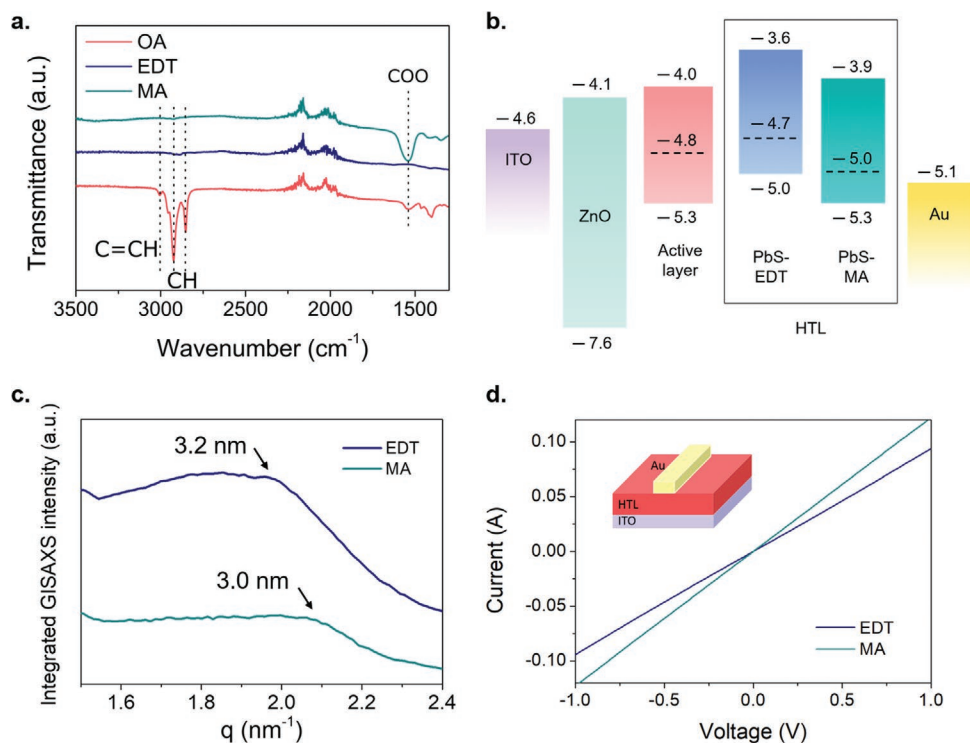 a.
OA
EDT
MA
COO
C=CH
CH
Transmittance (a.u.)
3500 3000 2500 2000 1500
Wavenumber (cm⁻¹)
b.
– 4.6
ITO
– 4.1
ZnO
– 7.6
– 4.0
– 4.8
– 5.3
Active
layer
– 3.6
– 4.7
– 5.0
PbS-
EDT
– 3.9
– 5.0
– 5.3
PbS-
MA
HTL
– 5.1
Au
c.
3.2 nm
3.0 nm
EDT
MA
Integrated GISAXS intensity (a.u.)
1.6 1.8 2.0 2.2 2.4
q (nm⁻¹)
d.
Au
HTL
ITO
EDT
MA
Current (A)
0.10
0.05
0.00
-0.05
-0.10
-1.0 -0.5 0.0 0.5 1.0
Voltage (V)